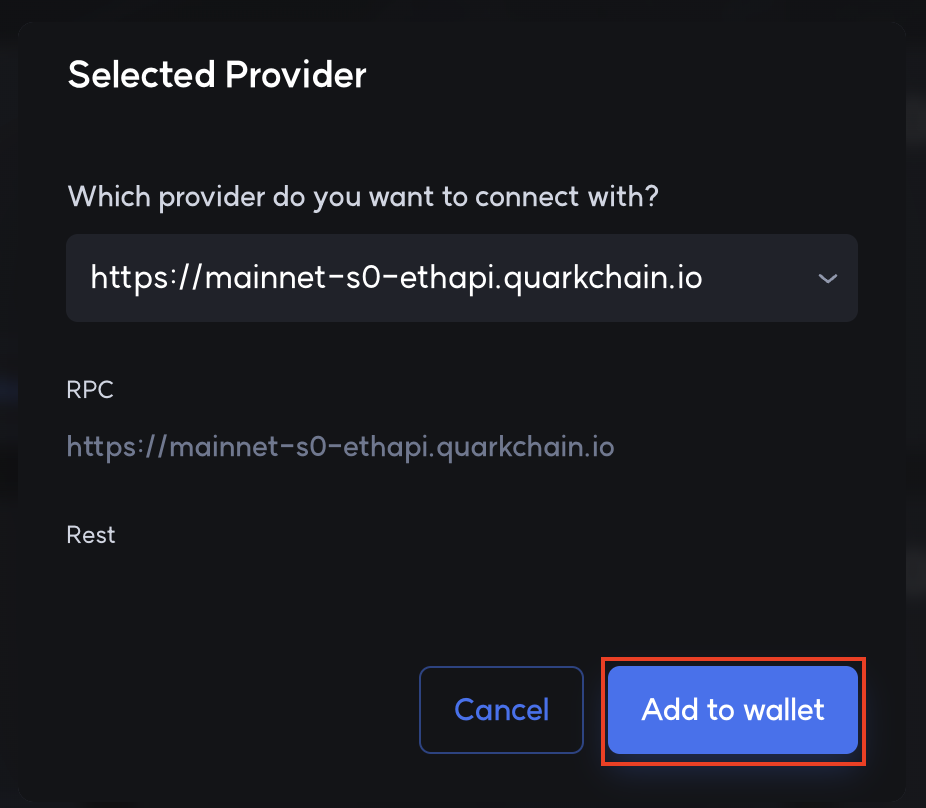 Selected Provider
Which provider do you want to connect with?
https://mainnet-s0-ethapi.quarkchain.io
RPC
https://mainnet-s0-ethapi.quarkchain.io
Rest
Cancel
Add to wallet